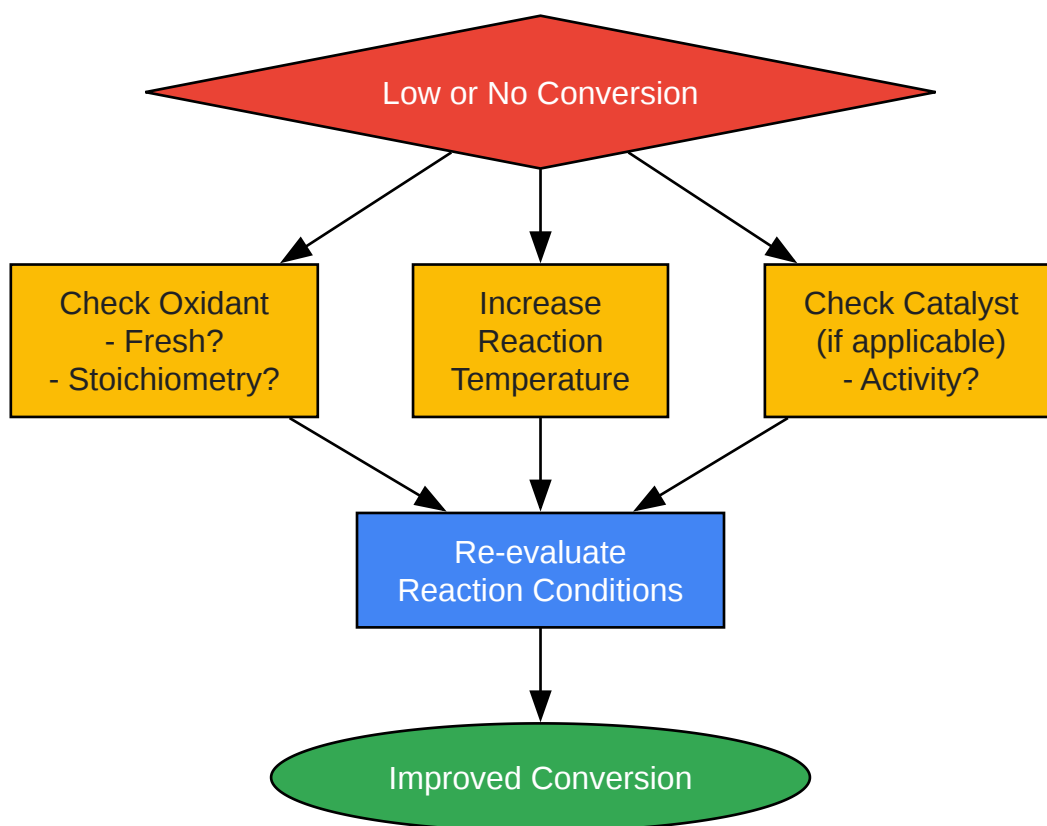 Low or No Conversion
Check Oxidant
- Fresh?
- Stoichiometry?
Increase
Reaction
Temperature
Check Catalyst
(if applicable)
- Activity?
Re-evaluate
Reaction Conditions
Improved Conversion